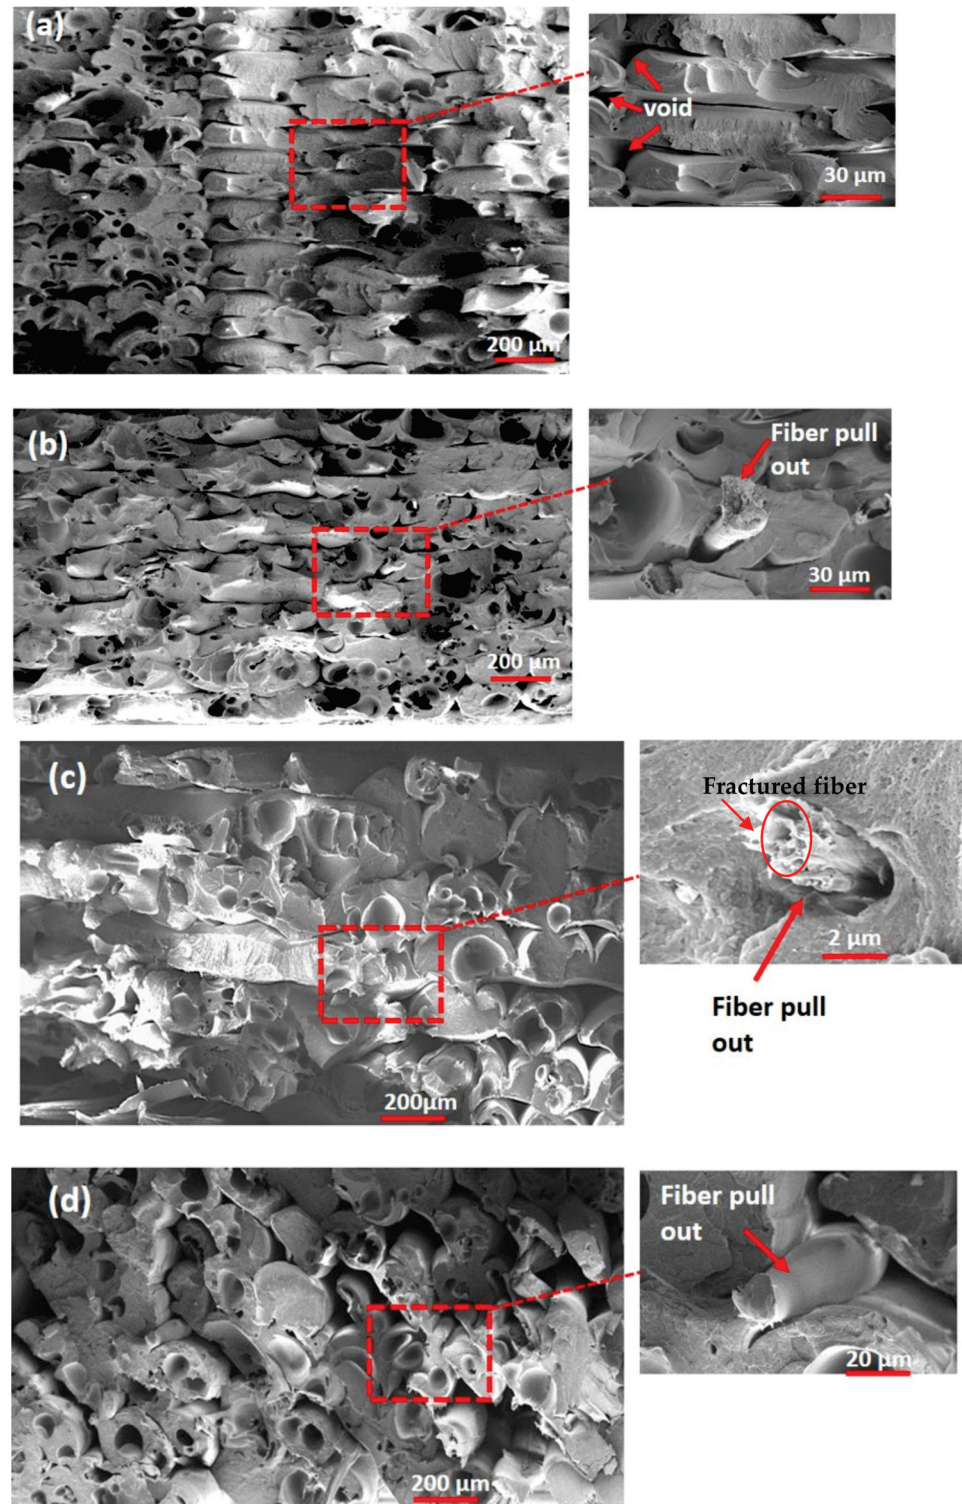 (a)
void
30 µm
200 µm
(b)
Fiber pull
out
30 µm
200 µm
(c)
Fractured fiber
2 µm
Fiber pull
out
200µm
(d)
Fiber pull
out
20 µm
200 µm